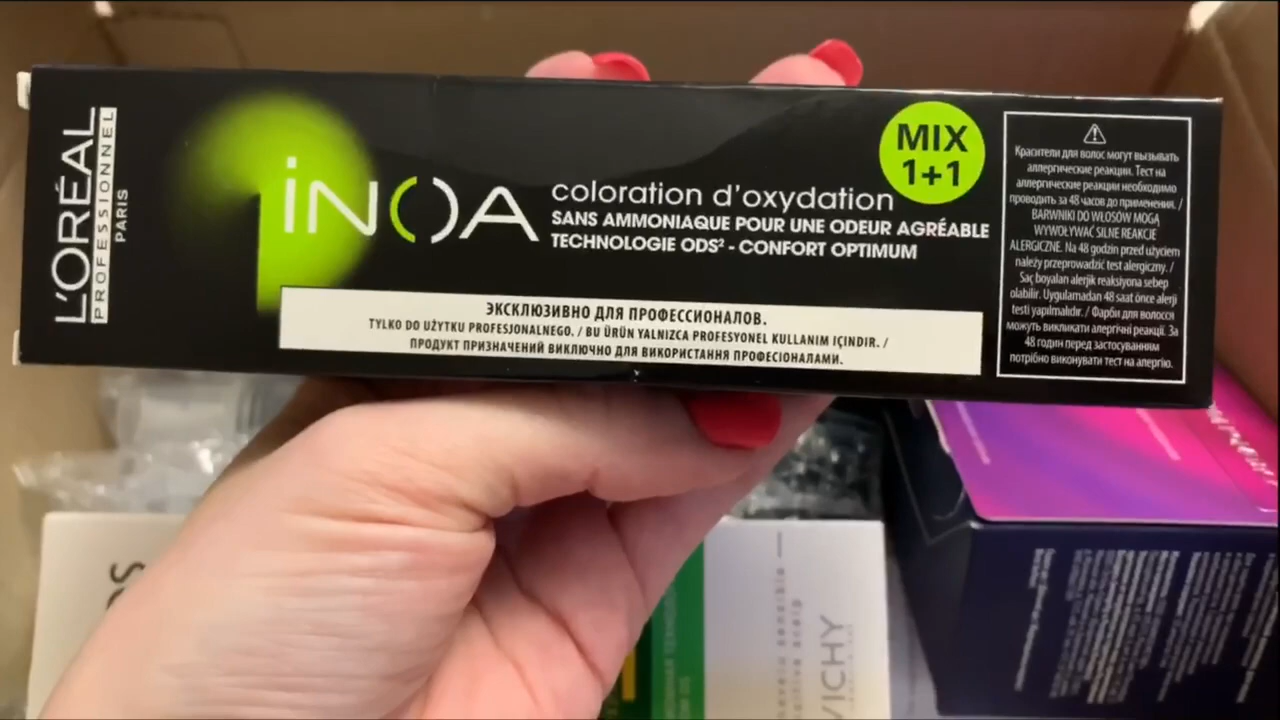 L'ORÉAL
PROFESSIONNEL
PARIS
iNOA
coloration d'oxydation
SANS AMMONIAQUE POUR UNE ODEUR AGRÉABLE
TECHNOLOGIE ODS² - CONFORT OPTIMUM
MIX
1+1
ЭКСКЛЮЗИВНО ДЛЯ ПРОФЕССИОНАЛОВ.
TYLKO DO UŻYTKU PROFESJONALNEGO. / BU ÜRÜN YALNIZCA PROFESYONEL KULLANIM IÇINDIR. /
ПРОДУКТ ПРИЗНАЧЕНИЙ ВИКЛЮЧНО ДЛЯ ВИКОРИСТАННЯ ПРОФЕСІОНАЛАМИ.
Красители для волос могут вызывать
аллергические реакции. Тест на
аллергические реакции необходимо
проводить за 48 часов до применения. /
BARWNIKI DO WŁOSÓW MOGĄ
WYWOŁYWAĆ SILNE REAKCJE
ALERGICZNE. Na 48 godzin przed użyciem
należy przeprowadzić test alergiczny. /
Saç boyaları alerjik reaksiyona sebep
olabilir. Uygulamadan 48 saat önce alerji
testi yapılmalıdır. / Фарби для волосся
можуть викликати алергічні реакції. За
48 годин перед застосуванням
потрібно виконувати тест на алергію.
VICHY